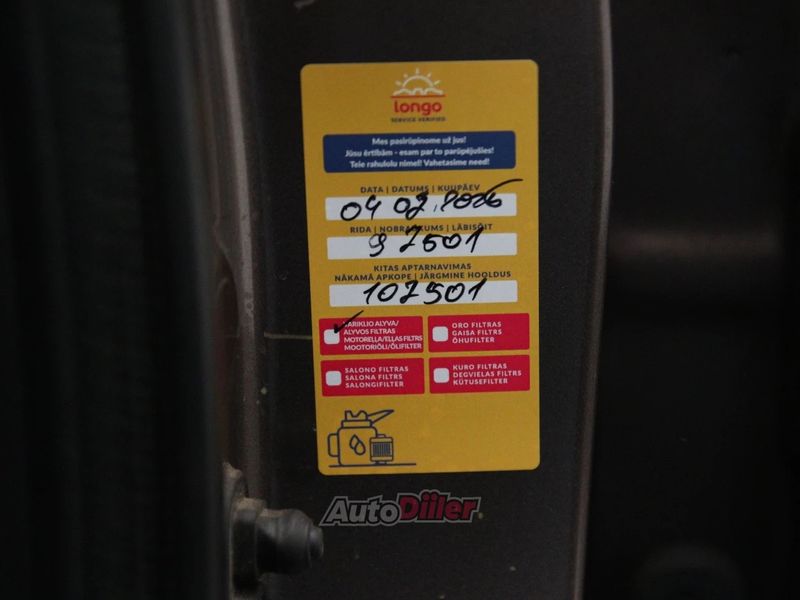 longo
SERVICE VERIFIED
Mes pasirūpinome už jus!
Jūsu ērtībām - esam par to parūpējušies!
Teie rahulolu nimel! Vahetasime need!
DATA | DATUMS | KUUPÄEV
04 02.2026
RIDA | NOBRAUKUMS | LÄBISÕIT
97501
KITAS APTARNAVIMAS
NĀKAMĀ APKOPE | JÄRGMINE HOOLDUS
107501
VARIKLIO ALYVA/
ALYVOS FILTRAS
MOTOREĻĻA/EĻĻAS FILTRS
MOOTORIÕLI/ÕLIFILTER
ORO FILTRAS
GAISA FILTRS
ÕHUFILTER
SALONO FILTRAS
SALONA FILTRS
SALONGIFILTER
KURO FILTRAS
DEGVIELAS FILTRS
KÜTUSEFILTER
AutoDiiler